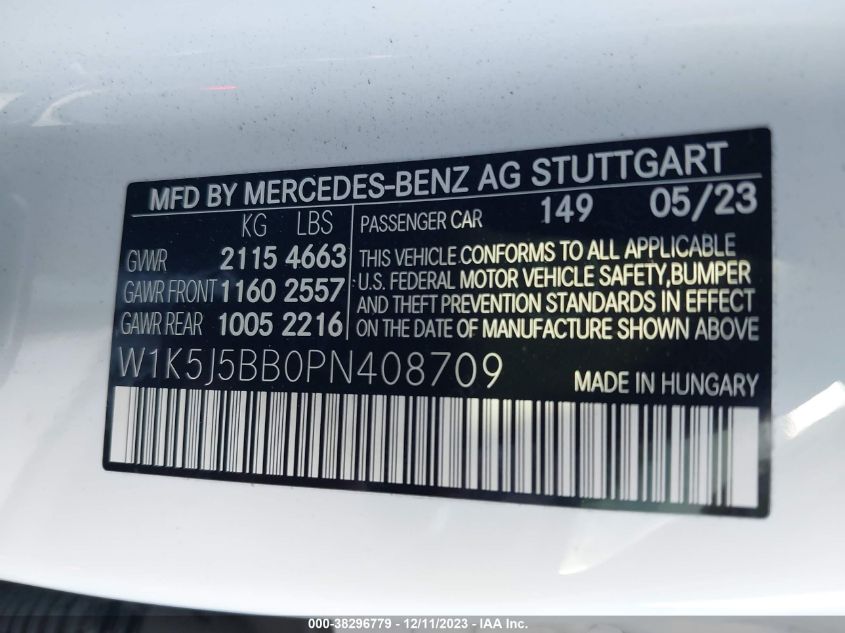 MFD BY MERCEDES-BENZ AG STUTTGART
KG LBS
GVWR 2115 4663
GAWR FRONT 1160 2557
GAWR REAR 1005 2216
PASSENGER CAR 149 05/23
THIS VEHICLE CONFORMS TO ALL APPLICABLE
U.S. FEDERAL MOTOR VEHICLE SAFETY,BUMPER
AND THEFT PREVENTION STANDARDS IN EFFECT
ON THE DATE OF MANUFACTURE SHOWN ABOVE
W1K5J5BB0PN408709 MADE IN HUNGARY
000-38296779 - 12/11/2023 - IAA Inc.